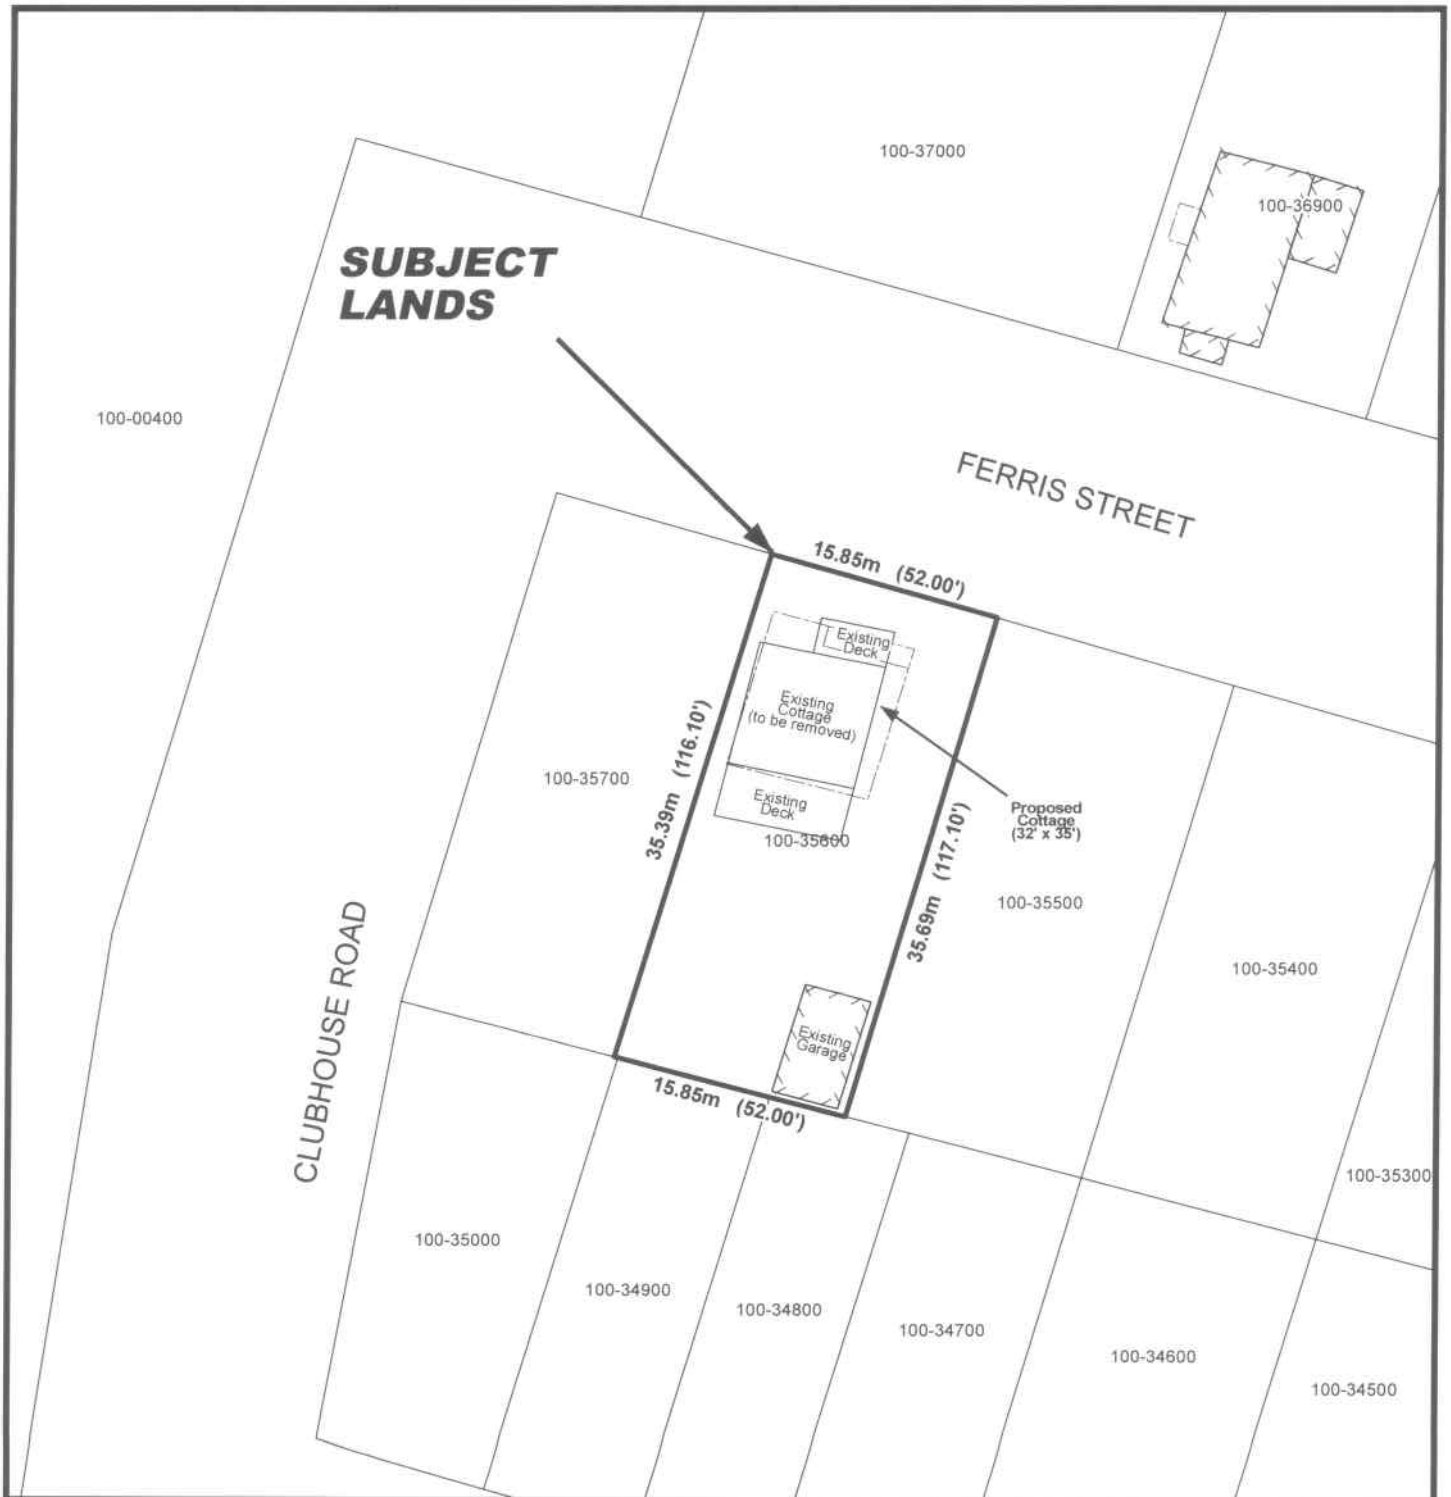 100-37000
100-36900
SUBJECT
LANDS
100-00400
FERRIS STREET
15.85m (52.00')
Existing
Deck
Existing
Cottage
(to be removed)
35.39m (116.10')
100-35700
Existing
Deck
100-35600
Proposed
Cottage
(32' x 35')
35.69m (117.10')
100-35500
100-35400
CLUBHOUSE ROAD
Existing
Garage
15.85m (52.00')
100-35300
100-35000
100-34900
100-34800
100-34700
100-34600
100-34500